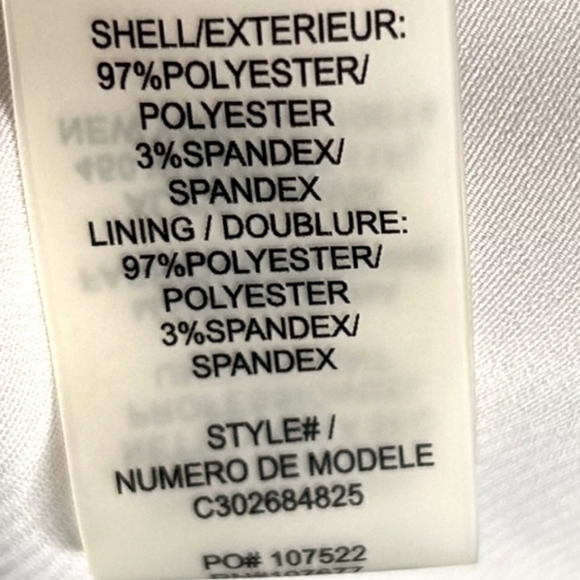 SHELL/EXTERIEUR:
97%POLYESTER/
POLYESTER
3%SPANDEX/
SPANDEX
LINING / DOUBLURE:
97%POLYESTER/
POLYESTER
3%SPANDEX/
SPANDEX
STYLE# /
NUMERO DE MODELE
C302684825
PO# 107522